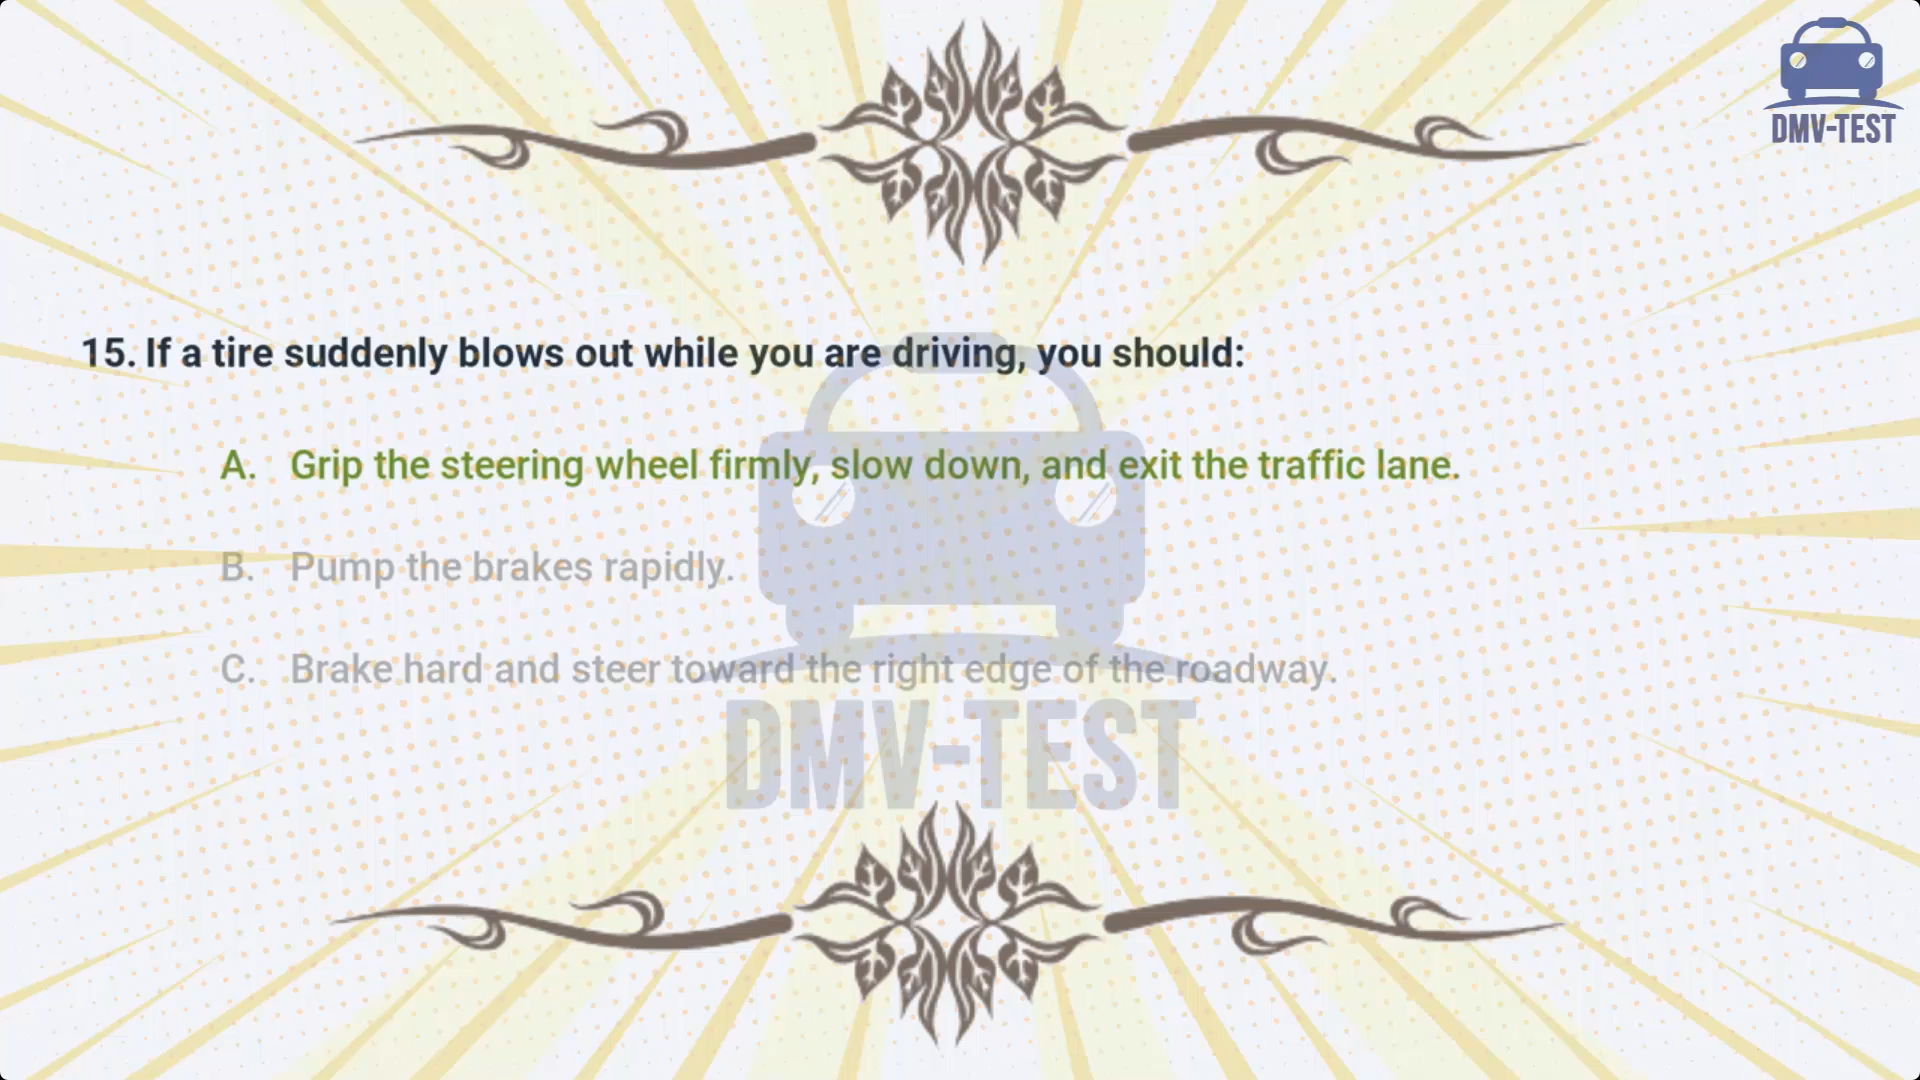 DMV-TEST
15. If a tire suddenly blows out while you are driving, you should:
A. Grip the steering wheel firmly, slow down, and exit the traffic lane.
B. Pump the brakes rapidly.
C. Brake hard and steer toward the right edge of the roadway.
DMV-TEST